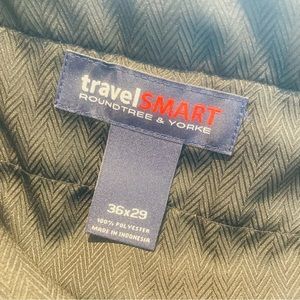 travelSMART
ROUNDTREE & YORKE
36x29
100% POLYESTER
MADE IN INDONESIA